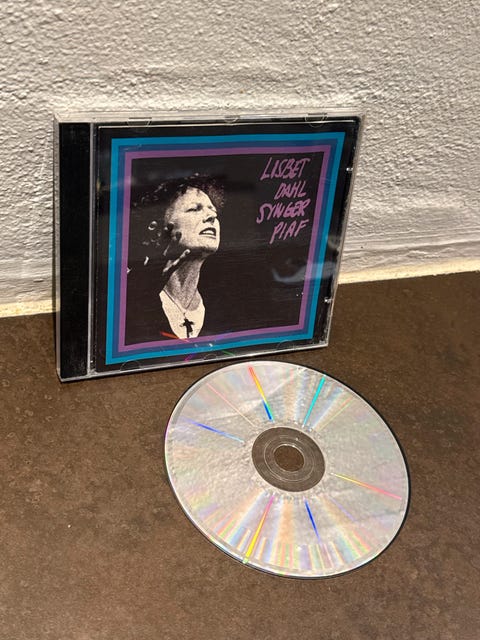 LISBET
DAHL
SYNGER
PIAF